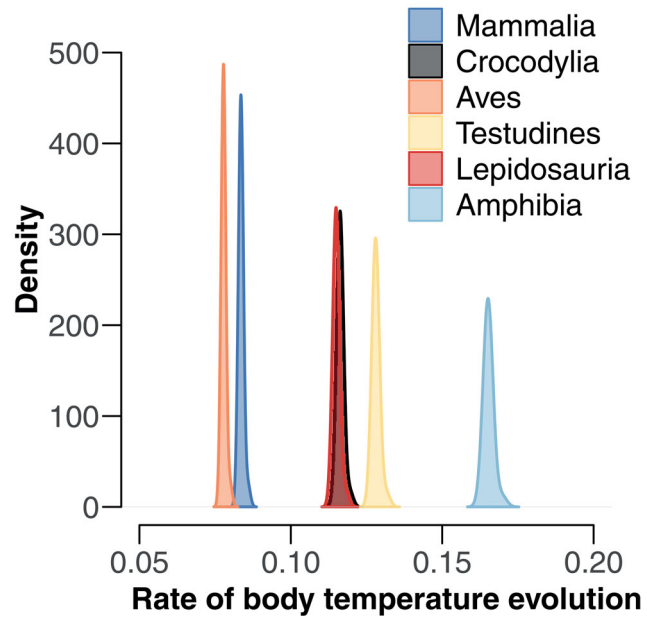 Mammalia
Crocodylia
Aves
Testudines
Lepidosauria
Amphibia
Density
500
400
300
200
100
0
0.05 0.10 0.15 0.20
Rate of body temperature evolution